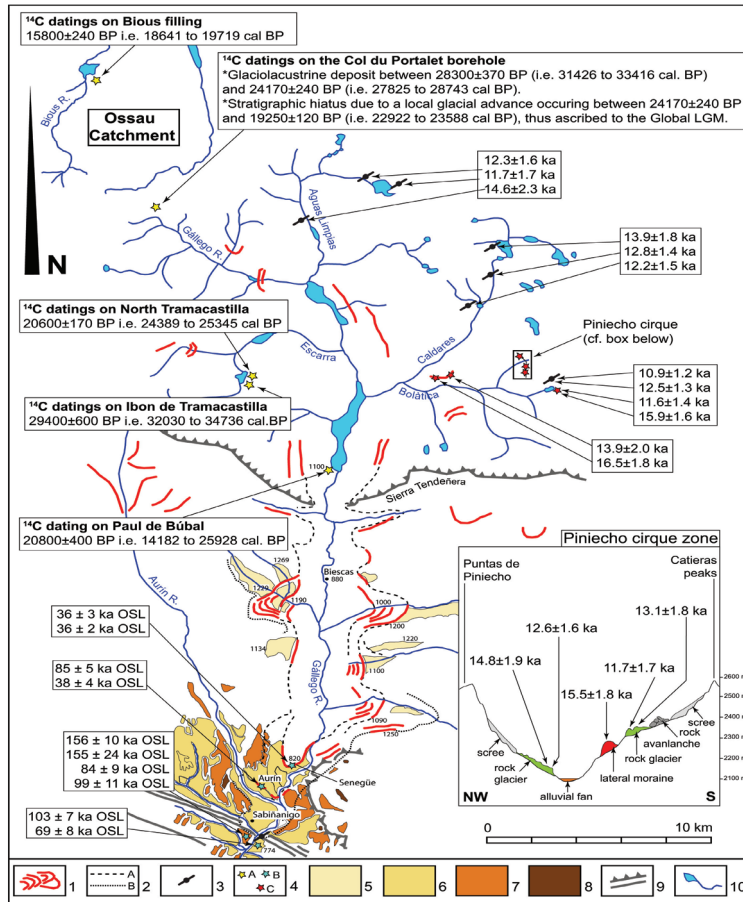 ¹⁴C datings on Bious filling
15800±240 BP i.e. 18641 to 19719 cal BP
Bious R.
Ossau
Catchment
N
¹⁴C datings on the Col du Portalet borehole
*Glaciolacustrine deposit between 28300±370 BP (i.e. 31426 to 33416 cal. BP)
and 24170±240 BP (i.e. 27825 to 28743 cal BP).
*Stratigraphic hiatus due to a local glacial advance occuring between 24170±240 BP
and 19250±120 BP (i.e. 22922 to 23588 cal BP), thus ascribed to the Global LGM.
12.3±1.6 ka
11.7±1.7 ka
14.6±2.3 ka
Aguas Limpias
Gállego R.
13.9±1.8 ka
12.8±1.4 ka
12.2±1.5 ka
¹⁴C datings on North Tramacastilla
20600±170 BP i.e. 24389 to 25345 cal BP
Escarra
Caldares
Bolàtica
Piniecho cirque
(cf. box below)
10.9±1.2 ka
12.5±1.3 ka
11.6±1.4 ka
15.9±1.6 ka
¹⁴C datings on Ibon de Tramacastilla
29400±600 BP i.e. 32030 to 34736 cal.BP
13.9±2.0 ka
16.5±1.8 ka
1100
Sierra Tendeñera
¹⁴C dating on Paul de Búbal
20800±400 BP i.e. 14182 to 25928 cal. BP
Aurin R.
1269
1229
1190
Biescas
880
1000
1200
1134
1220
1100
Gállego R.
1090
1250
36 ± 3 ka OSL
36 ± 2 ka OSL
85 ± 5 ka OSL
38 ± 4 ka OSL
156 ± 10 ka OSL
155 ± 24 ka OSL
84 ± 9 ka OSL
99 ± 11 ka OSL
103 ± 7 ka OSL
69 ± 8 ka OSL
820
Senegüe
Aurín
Sabiñanigo
774
Piniecho cirque zone
Puntas de
Piniecho
Catieras
peaks
13.1±1.8 ka
12.6±1.6 ka
14.8±1.9 ka
11.7±1.7 ka
15.5±1.8 ka
2600 m
2500 m
2400 m
2300 m
2200 m
2100 m
scree
rock
glacier
alluvial fan
lateral moraine
rock glacier
rock
avanlanche
scree
NW
S
0
10 km
1
A
B
2
3
A
B
C
4
5
6
7
8
9
10